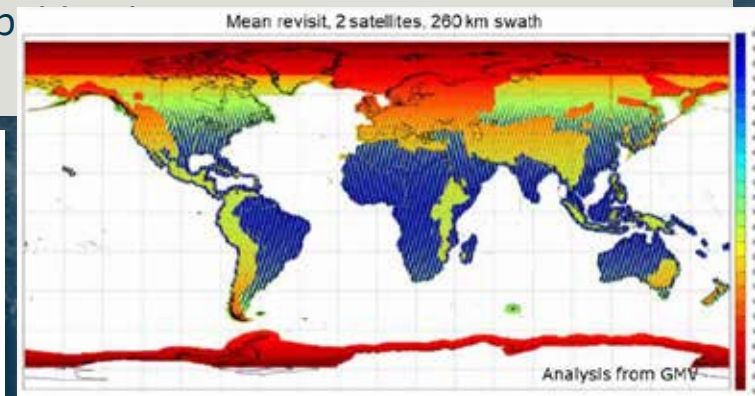 Mean revisit, 2 satellites, 260 km swath
Analysis from GMV